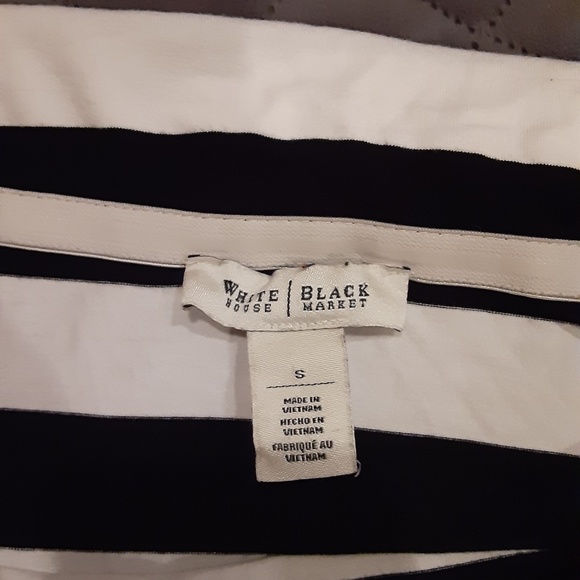 WHITE HOUSE | BLACK MARKET
S
MADE IN
VIETNAM
HECHO EN
VIETNAM
FABRIQUÉ AU
VIETNAM